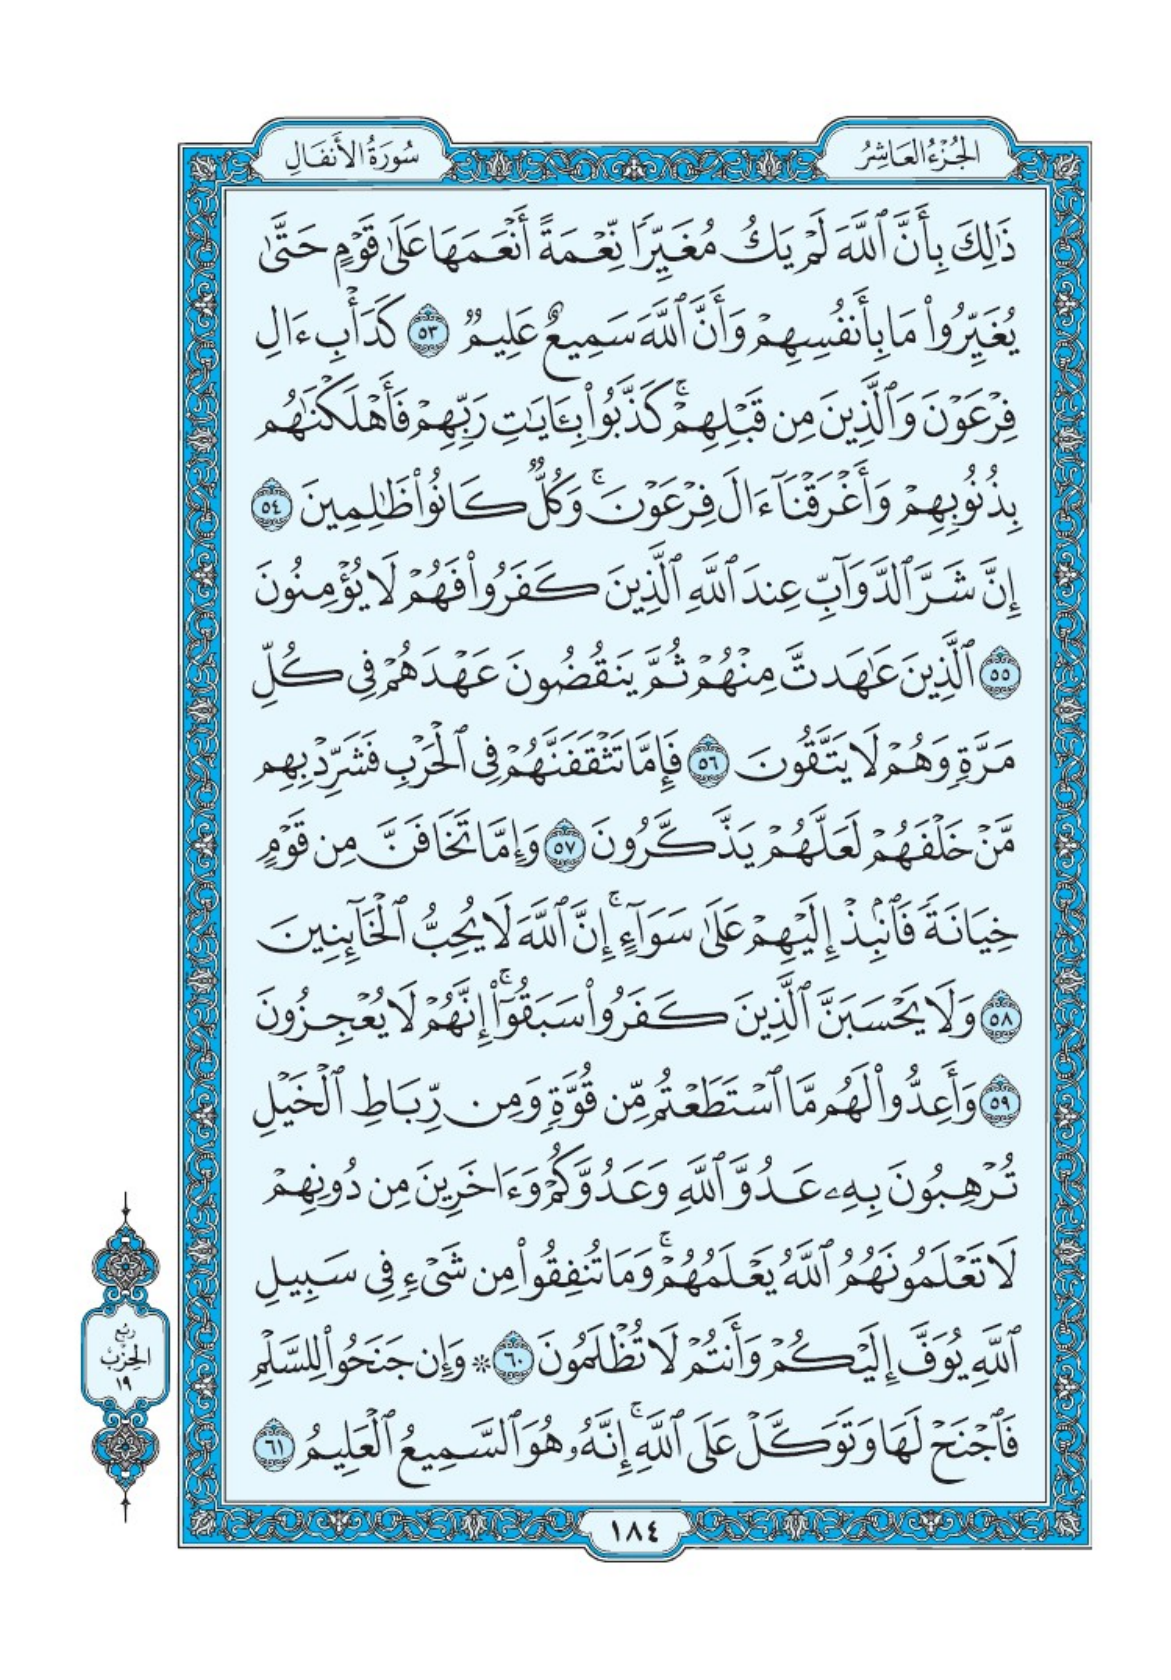 الجُزْءُ العَاشِرُ
سُورَةُ الأَنفَالِ
ذَٰلِكَ بِأَنَّ ٱللَّهَ لَمْ يَكُ مُغَيِّرٗا نِّعۡمَةً أَنۡعَمَهَا عَلَىٰ قَوۡمٍ حَتَّىٰ
يُغَيِّرُواْ مَا بِأَنفُسِهِمۡ وَأَنَّ ٱللَّهَ سَمِيعٌ عَلِيمٞ ٥٣ كَدَأۡبِ ءَالِ
فِرۡعَوۡنَ وَٱلَّذِينَ مِن قَبۡلِهِمۡۚ كَذَّبُواْ بِـَٔايَٰتِ رَبِّهِمۡ فَأَهۡلَكۡنَٰهُم
بِذُنُوبِهِمۡ وَأَغۡرَقۡنَآ ءَالَ فِرۡعَوۡنَۚ وَكُلّٞ كَانُواْ ظَٰلِمِينَ ٥٤
إِنَّ شَرَّ ٱلدَّوَآبِّ عِندَ ٱللَّهِ ٱلَّذِينَ كَفَرُواْ فَهُمۡ لَا يُؤۡمِنُونَ
٥٥ ٱلَّذِينَ عَٰهَدتَّ مِنۡهُمۡ ثُمَّ يَنقُضُونَ عَهۡدَهُمۡ فِي كُلِّ
مَرَّةٖ وَهُمۡ لَا يَتَّقُونَ ٥٦ فَإِمَّا تَثۡقَفَنَّهُمۡ فِي ٱلۡحَرۡبِ فَشَرِّدۡ بِهِم
مَّنۡ خَلۡفَهُمۡ لَعَلَّهُمۡ يَذَّكَّرُونَ ٥٧ وَإِمَّا تَخَافَنَّ مِن قَوۡمٍ
خِيَانَةٗ فَٱنۢبِذۡ إِلَيۡهِمۡ عَلَىٰ سَوَآءٍۚ إِنَّ ٱللَّهَ لَا يُحِبُّ ٱلۡخَآئِنِينَ
٥٨ وَلَا يَحۡسَبَنَّ ٱلَّذِينَ كَفَرُواْ سَبَقُوٓاْۚ إِنَّهُمۡ لَا يُعۡجِزُونَ
٥٩ وَأَعِدُّواْ لَهُم مَّا ٱسۡتَطَعۡتُم مِّن قُوَّةٖ وَمِن رِّبَاطِ ٱلۡخَيۡلِ
تُرۡهِبُونَ بِهِۦ عَدُوَّ ٱللَّهِ وَعَدُوَّكُمۡ وَءَاخَرِينَ مِن دُونِهِمۡ
لَا تَعۡلَمُونَهُمُ ٱللَّهُ يَعۡلَمُهُمۡۚ وَمَا تُنفِقُواْ مِن شَيۡءٖ فِي سَبِيلِ
ٱللَّهِ يُوَفَّ إِلَيۡكُمۡ وَأَنتُمۡ لَا تُظۡلَمُونَ ٦٠ ۞ وَإِن جَنَحُواْ لِلسَّلۡمِ
فَٱجۡنَحۡ لَهَا وَتَوَكَّلۡ عَلَى ٱللَّهِۚ إِنَّهُۥ هُوَ ٱلسَّمِيعُ ٱلۡعَلِيمُ ٦١
رُبُع
الحِزْبُ
١٩
١٨٤